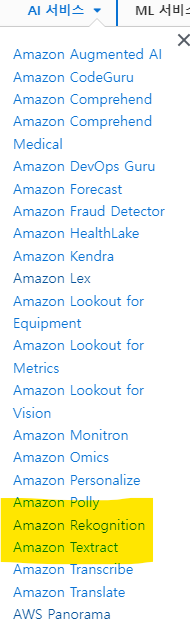 AI 서비스 ML 서비스
Amazon Augmented AI
Amazon CodeGuru
Amazon Comprehend
Amazon Comprehend
Medical
Amazon DevOps Guru
Amazon Forecast
Amazon Fraud Detector
Amazon HealthLake
Amazon Kendra
Amazon Lex
Amazon Lookout for
Equipment
Amazon Lookout for
Metrics
Amazon Lookout for
Vision
Amazon Monitron
Amazon Omics
Amazon Personalize
Amazon Polly
Amazon Rekognition
Amazon Textract
Amazon Transcribe
Amazon Translate
AWS Panorama